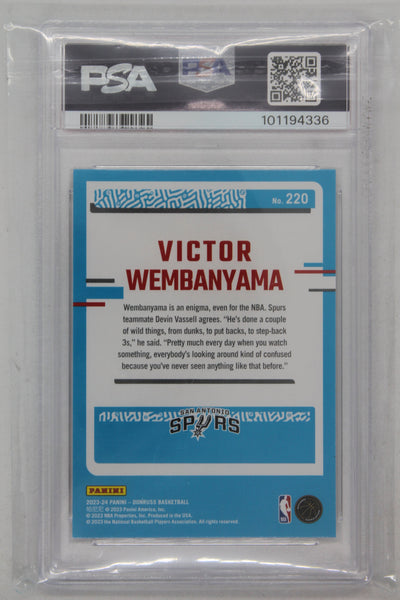 PSA
PSA
101194336
No. 220
VICTOR
WEMBANYAMA
Wembanyama is an enigma, even for the NBA. Spurs
teammate Devin Vassell agrees. “He's done a couple
of wild things, from dunks, to put backs, to step-back
3s,” he said. “Pretty much every day when you watch
something, everybody's looking around kind of confused
because you've never seen anything like that before.”
SAN ANTONIO
SPURS
PANINI
2023-24 PANINI – DONRUSS BASKETBALL
© 2023 Panini America, Inc.
© 2023 NBA Properties, Inc. Produced in the USA.
© 2023 the National Basketball Players Association. All rights reserved.